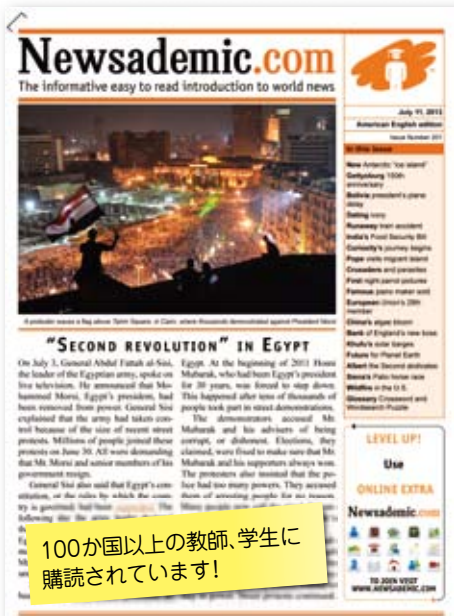 Newsademic.com
The informative easy to read introduction to world news
July 11, 2013
American English edition
Issue Number 201
In this issue
New Antarctic "ice island"
Gettysburg 150th
anniversary
Bolivia president's plane
delay
Dating ivory
Runaway train accident
India's Food Security Bill
Curiosity's journey begins
Pope visits migrant island
Crusaders and parasites
First night parrot pictures
Famous piano maker sold
European Union's 28th
member
China's algae bloom
Bank of England's new boss
Khufu's solar barges
Future for Planet Earth
Albert the Second abdicates
Siena's Palio horse race
Wildfire in the U.S.
Glossary Crossword and
Wordsearch Puzzle
A protester waves a flag above Tahrir Square, in Cairo, where thousands demonstrated against President Morsi
"SECOND REVOLUTION" IN EGYPT
On July 3, General Abdul Fattah al-Sisi,
the leader of the Egyptian army, spoke on
live television. He announced that Mo-
hammed Morsi, Egypt's president, had
been removed from power. General Sisi
explained that the army had taken con-
trol because of the size of recent street
protests. Millions of people joined these
protests on June 30. All were demanding
that Mr. Morsi and senior members of his
government resign.
General Sisi also said that Egypt's con-
stitution, or the rules by which the coun-
try is governed, had been
Egypt. At the beginning of 2011 Hosni
Mubarak, who had been Egypt's president
for 30 years, was forced to step down.
This happened after tens of thousands of
people took part in street demonstrations.
The demonstrators accused Mr.
Mubarak and his advisers of being
corrupt, or dishonest. Elections, they
claimed, were fixed to make sure that Mr.
Mubarak and his supporters always won.
The protesters also insisted that the po-
lice had too many powers. They accused
them of arresting people for no reason.
LEVEL UP!
Use
ONLINE EXTRA
Newsademic.com
TO JOIN VISIT
WWW.NEWSADEMIC.COM
100か国以上の教師、学生に
購読されています!